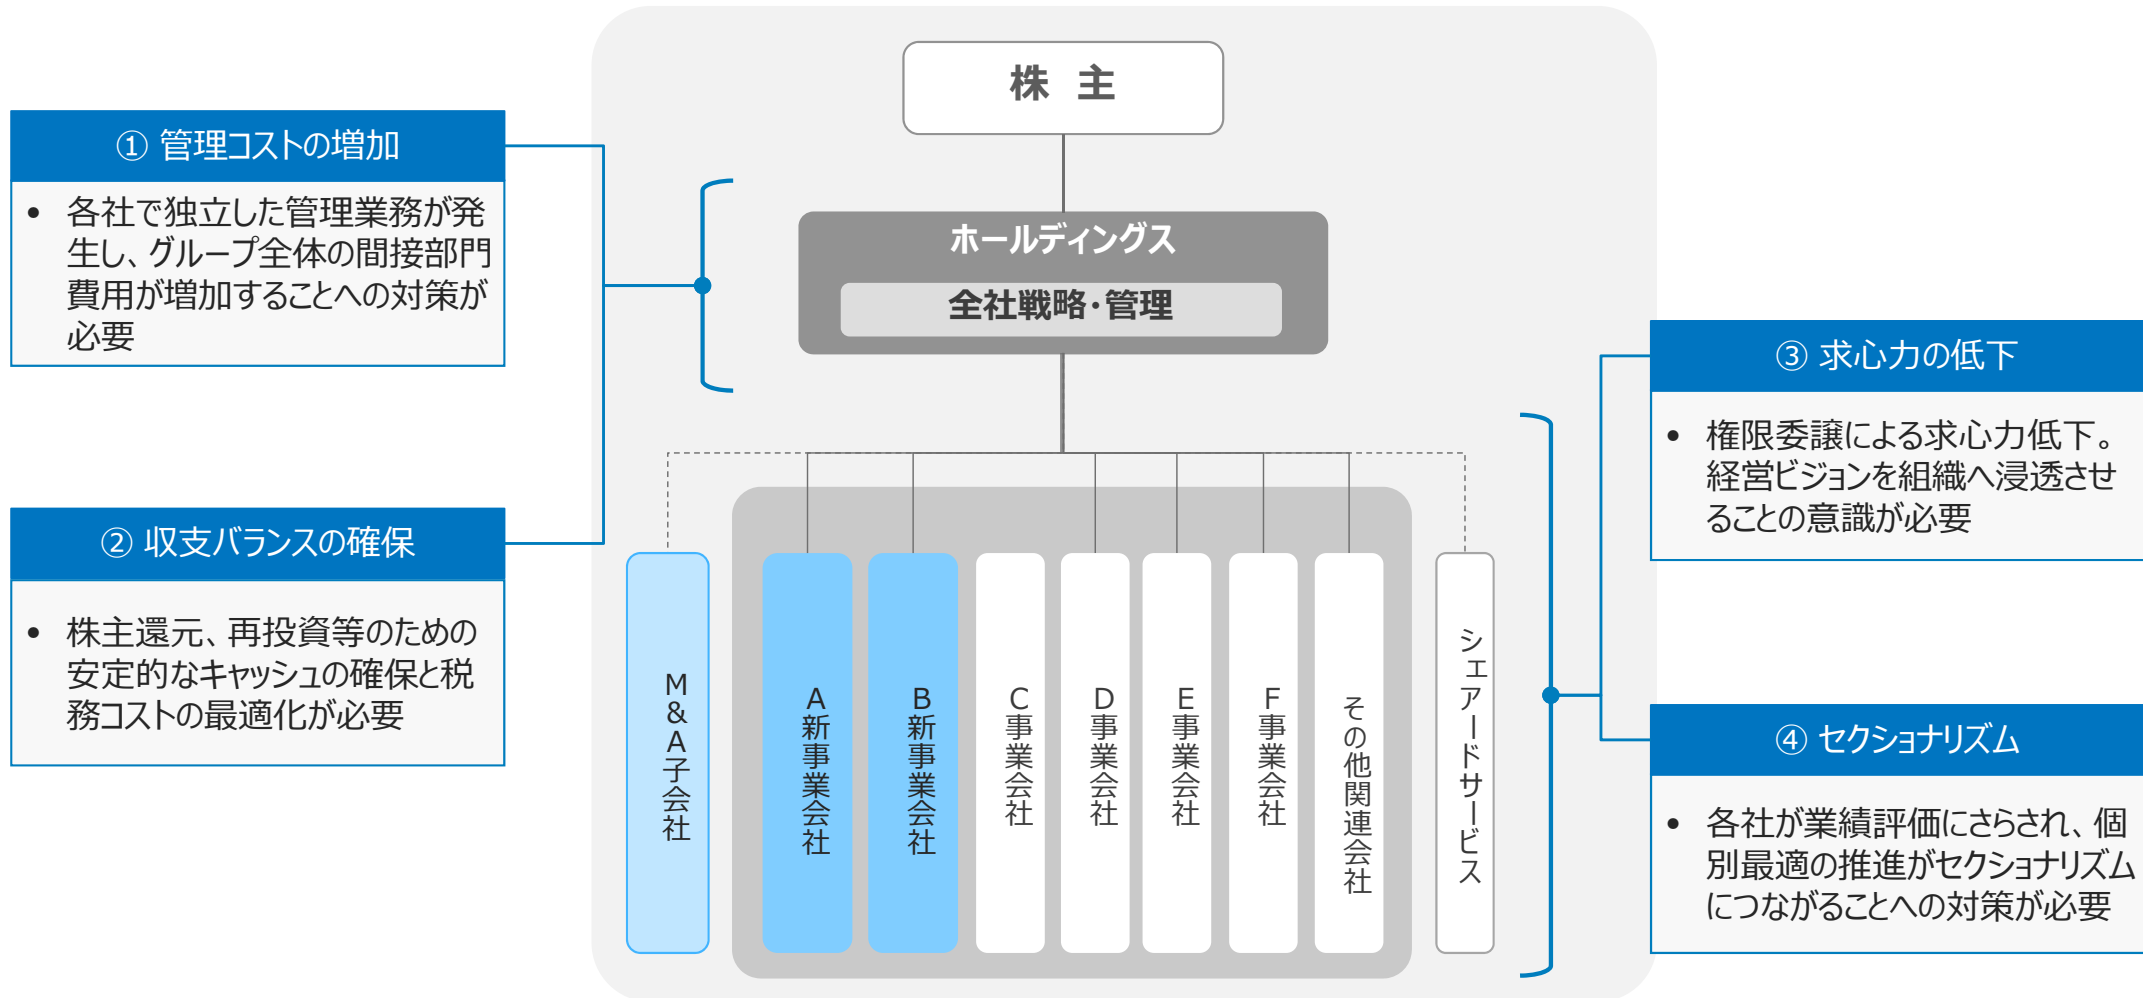 株 主
ホールディングス
全社戦略・管理
① 管理コストの増加
• 各社で独立した管理業務が発
生し、グループ全体の間接部門
費用が増加することへの対策が
必要
② 収支バランスの確保
• 株主還元、再投資等のための
安定的なキャッシュの確保と税
務コストの最適化が必要
M&A子会社
A新事業会社
B新事業会社
C事業会社
D事業会社
E事業会社
F事業会社
その他関連会社
シェアードサービス
③ 求心力の低下
• 権限委譲による求心力低下。
経営ビジョンを組織へ浸透させ
ることの意識が必要
④ セクショナリズム
• 各社が業績評価にさらされ、個
別最適の推進がセクショナリズム
につながることへの対策が必要